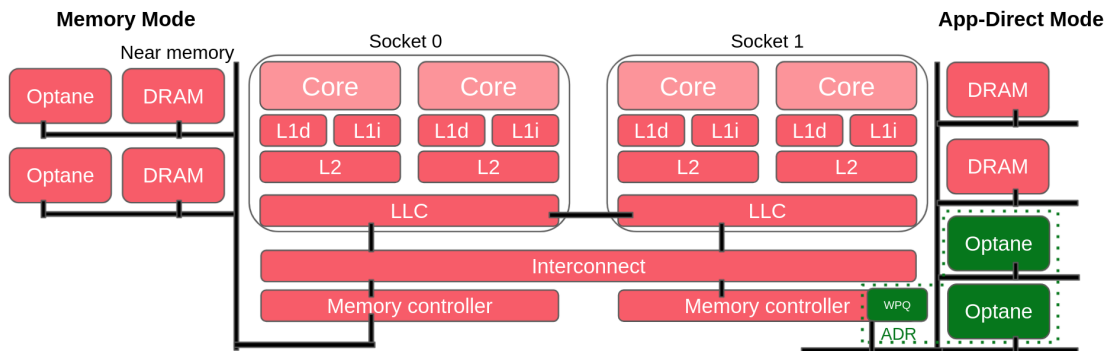 Memory Mode
App-Direct Mode
Near memory
Socket 0
Socket 1
Optane
DRAM
Core
Core
Core
Core
DRAM
L1d
L1i
L1d
L1i
L1d
L1i
L1d
L1i
Optane
DRAM
L2
L2
L2
L2
DRAM
LLC
LLC
Optane
Interconnect
Memory controller
Memory controller
WPQ
Optane
ADR